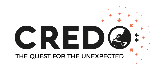 CREDO
THE QUEST FOR THE UNEXPECTED